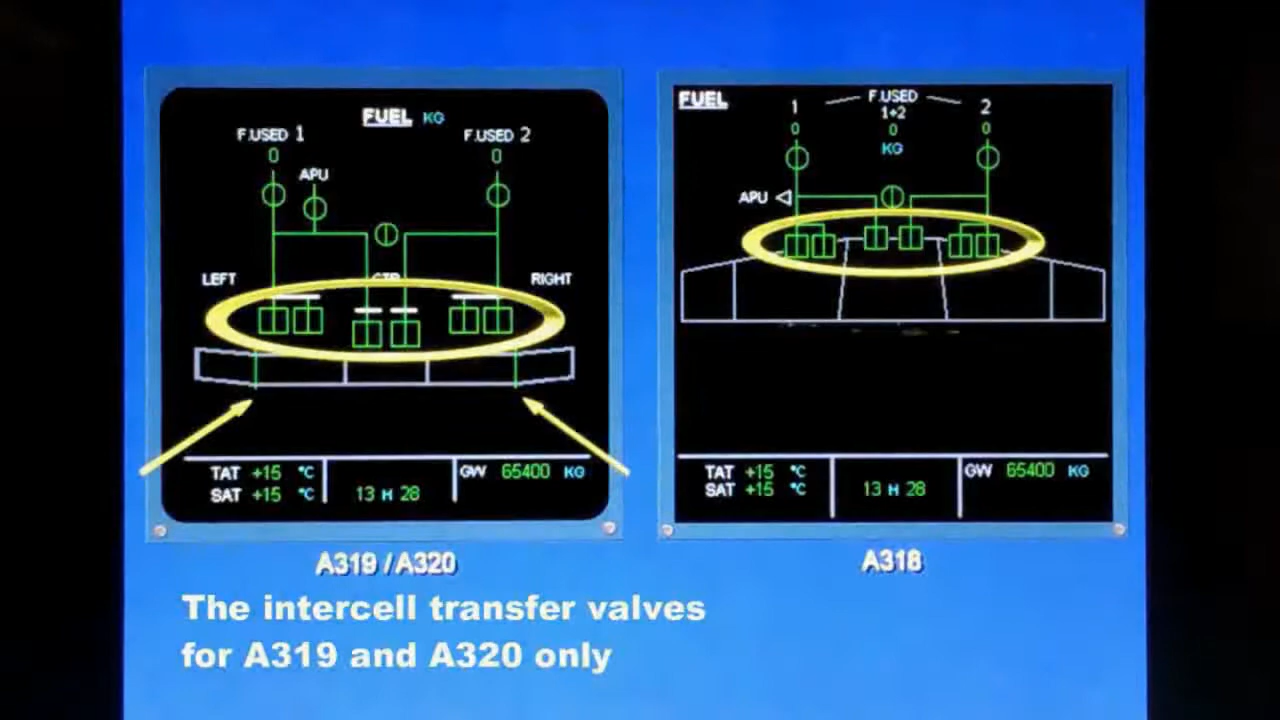 FUEL KG
F.USED 1
F.USED 2
0
0
APU
LEFT
CTR
RIGHT
TAT +15 °C
SAT +15 °C
13 H 28
GW 65400 KG
A319 / A320
FUEL
1
F.USED
1+2
2
0
0
0
KG
APU
TAT +15 °C
SAT +15 °C
13 H 28
GW 65400 KG
A318
The intercell transfer valves
for A319 and A320 only